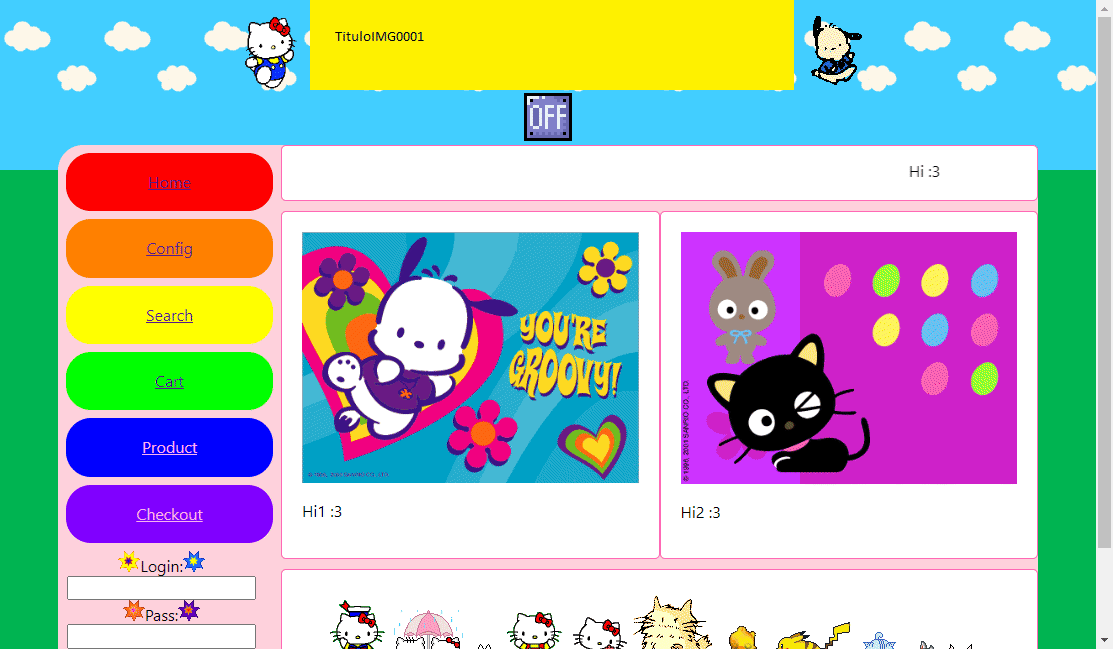 TituloIMG0001
OFF
Hi :3
Home
Config
Search
Cart
Product
Checkout
Login:
Pass:
YOU'RE
GROOVY!
Hi1 :3
Hi2 :3